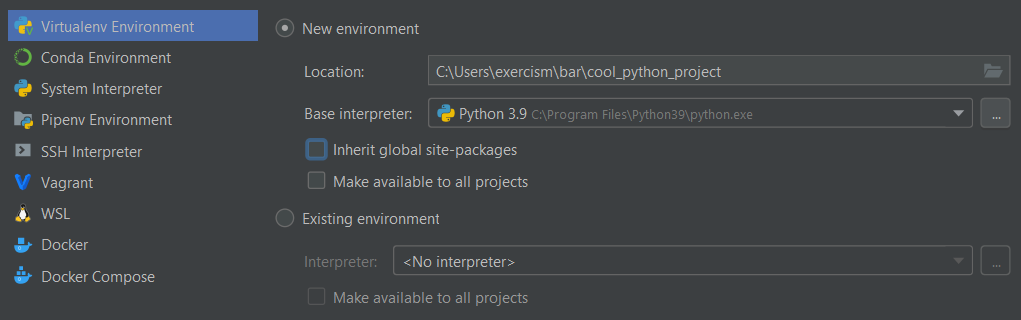 Virtualenv Environment
Conda Environment
System Interpreter
Pipenv Environment
SSH Interpreter
Vagrant
WSL
Docker
Docker Compose
New environment
Location: C:\Users\exercism\bar\cool_python_project
Base interpreter: Python 3.9 C:\Program Files\Python39\python.exe ...
Inherit global site-packages
Make available to all projects
Existing environment
Interpreter: <No interpreter> ...
Make available to all projects